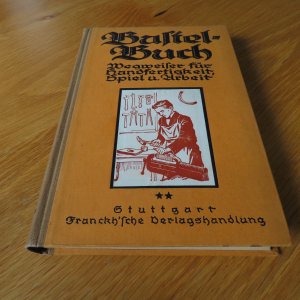 Bastel-
Buch
Wegweiser für
Handfertigkeit,
Spiel u. Arbeit
Stuttgart
Franckh'sche Verlagshandlung